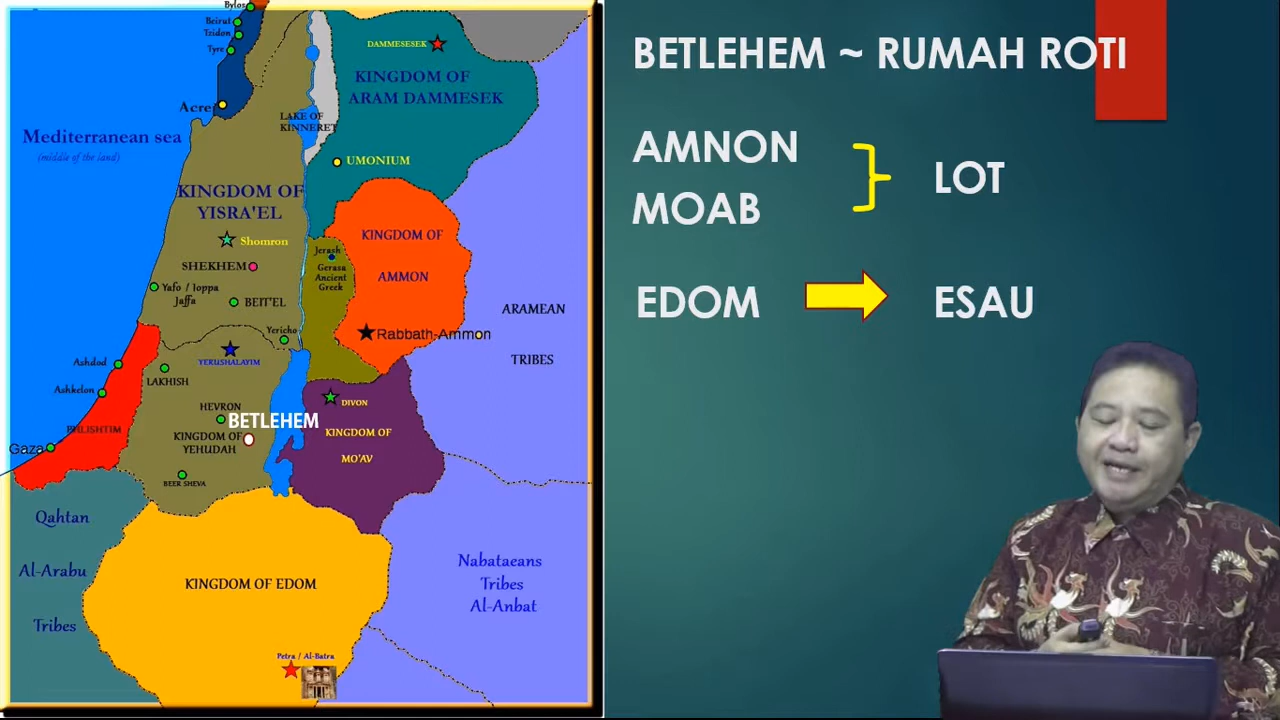 Bylos
Beirut
Tzidon
Tyre
Acre
Mediterranean sea
(middle of the land)
DAMMESESEK
KINGDOM OF
ARAM DAMMESEK
LAKE OF
KINNERET
UMONIUM
KINGDOM OF
YISRA'EL
Shomron
SHEKHEM
Yafo / Ioppa
Jaffa
BEIT'EL
Yericho
Jerash
Gerasa
Ancient
Greek
KINGDOM OF
AMMON
Rabbath-Ammon
ARAMEAN
TRIBES
YERUSHALAYIM
Ashdod
Ashkelon
LAKHISH
HEVRON
BETLEHEM
PHILISHTIM
Gaza
KINGDOM OF
YEHUDAH
BEER SHEVA
DIVON
KINGDOM OF
MO'AV
Qahtan
Al-Arabu
Tribes
KINGDOM OF EDOM
Nabataeans
Tribes
Al-Anbat
Petra / Al-Batra
BETLEHEM ~ RUMAH ROTI
AMNON
MOAB
LOT
EDOM
ESAU